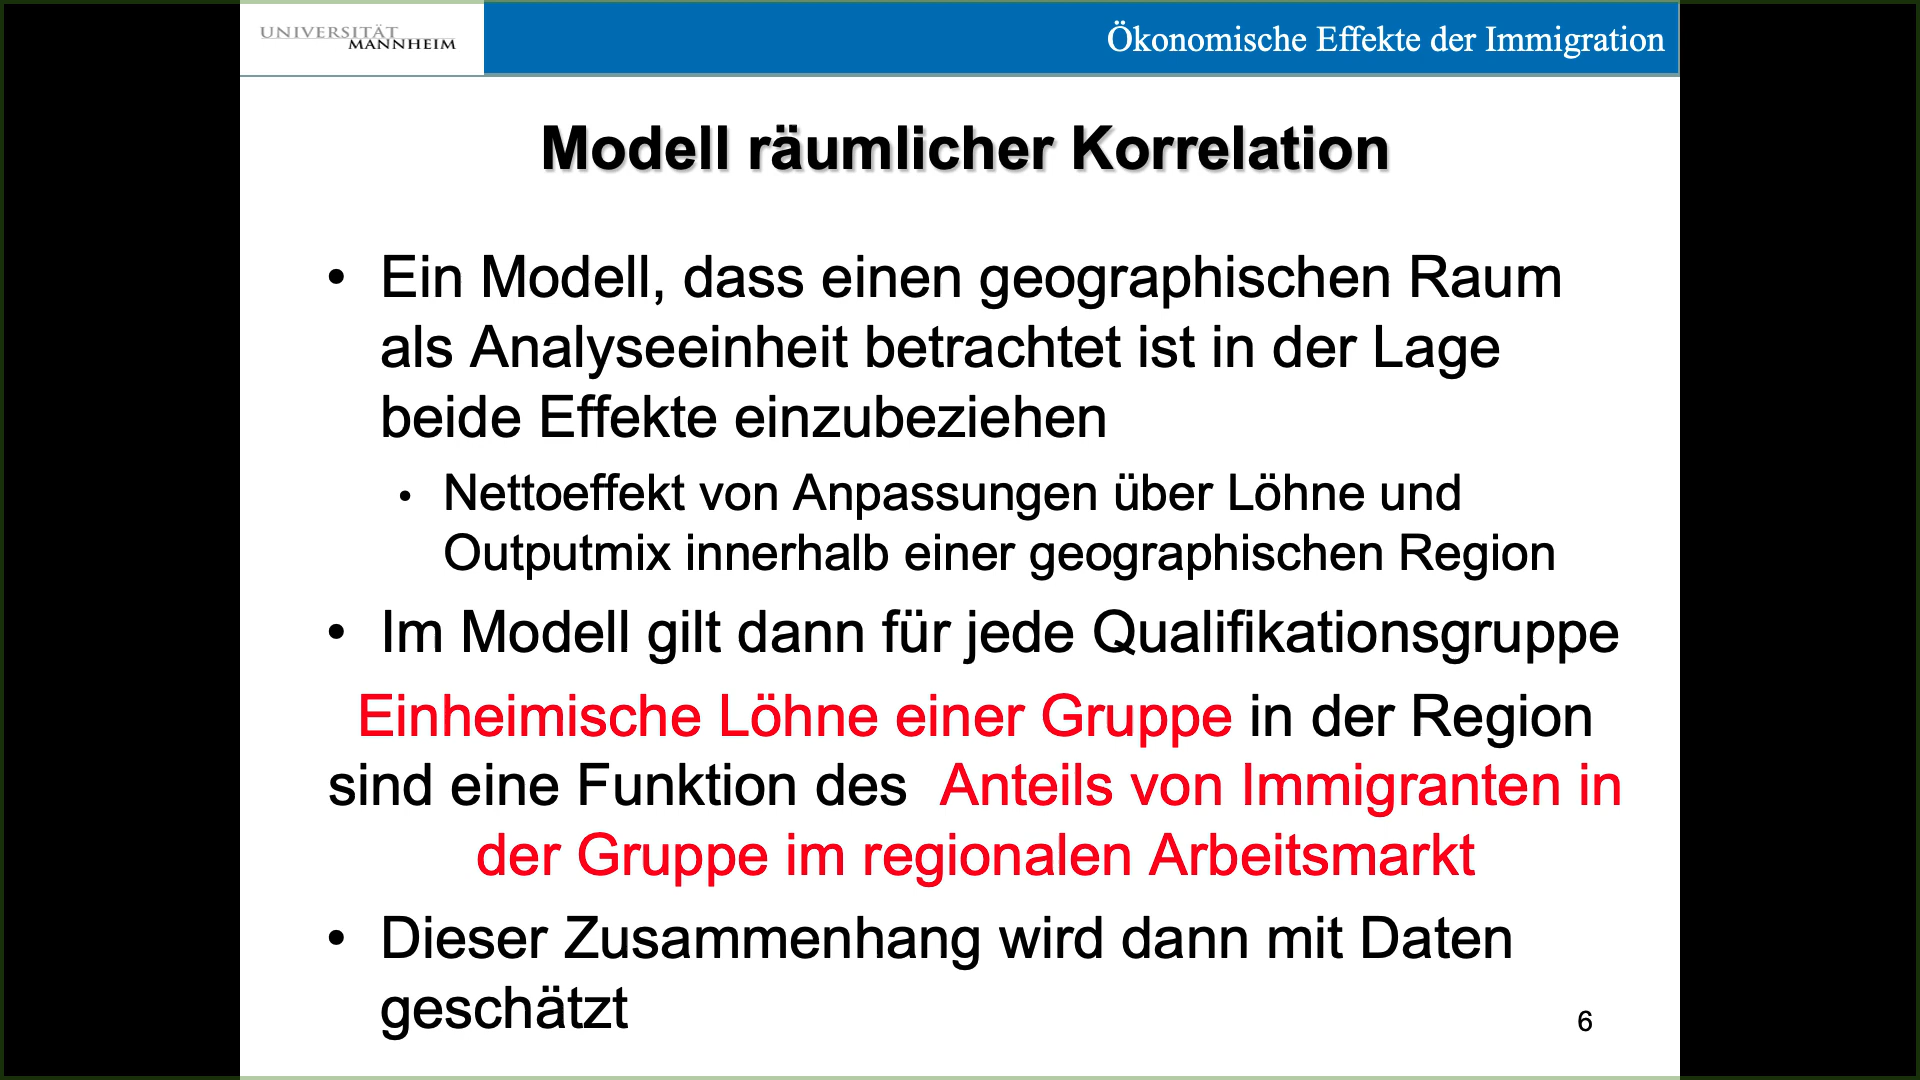 UNIVERSITÄT
MANNHEIM
Ökonomische Effekte der Immigration
Modell räumlicher Korrelation
• Ein Modell, dass einen geographischen Raum
als Analyseeinheit betrachtet ist in der Lage
beide Effekte einzubeziehen
• Nettoeffekt von Anpassungen über Löhne und
Outputmix innerhalb einer geographischen Region
• Im Modell gilt dann für jede Qualifikationsgruppe
Einheimische Löhne einer Gruppe in der Region
sind eine Funktion des Anteils von Immigranten in
der Gruppe im regionalen Arbeitsmarkt
• Dieser Zusammenhang wird dann mit Daten
geschätzt
6